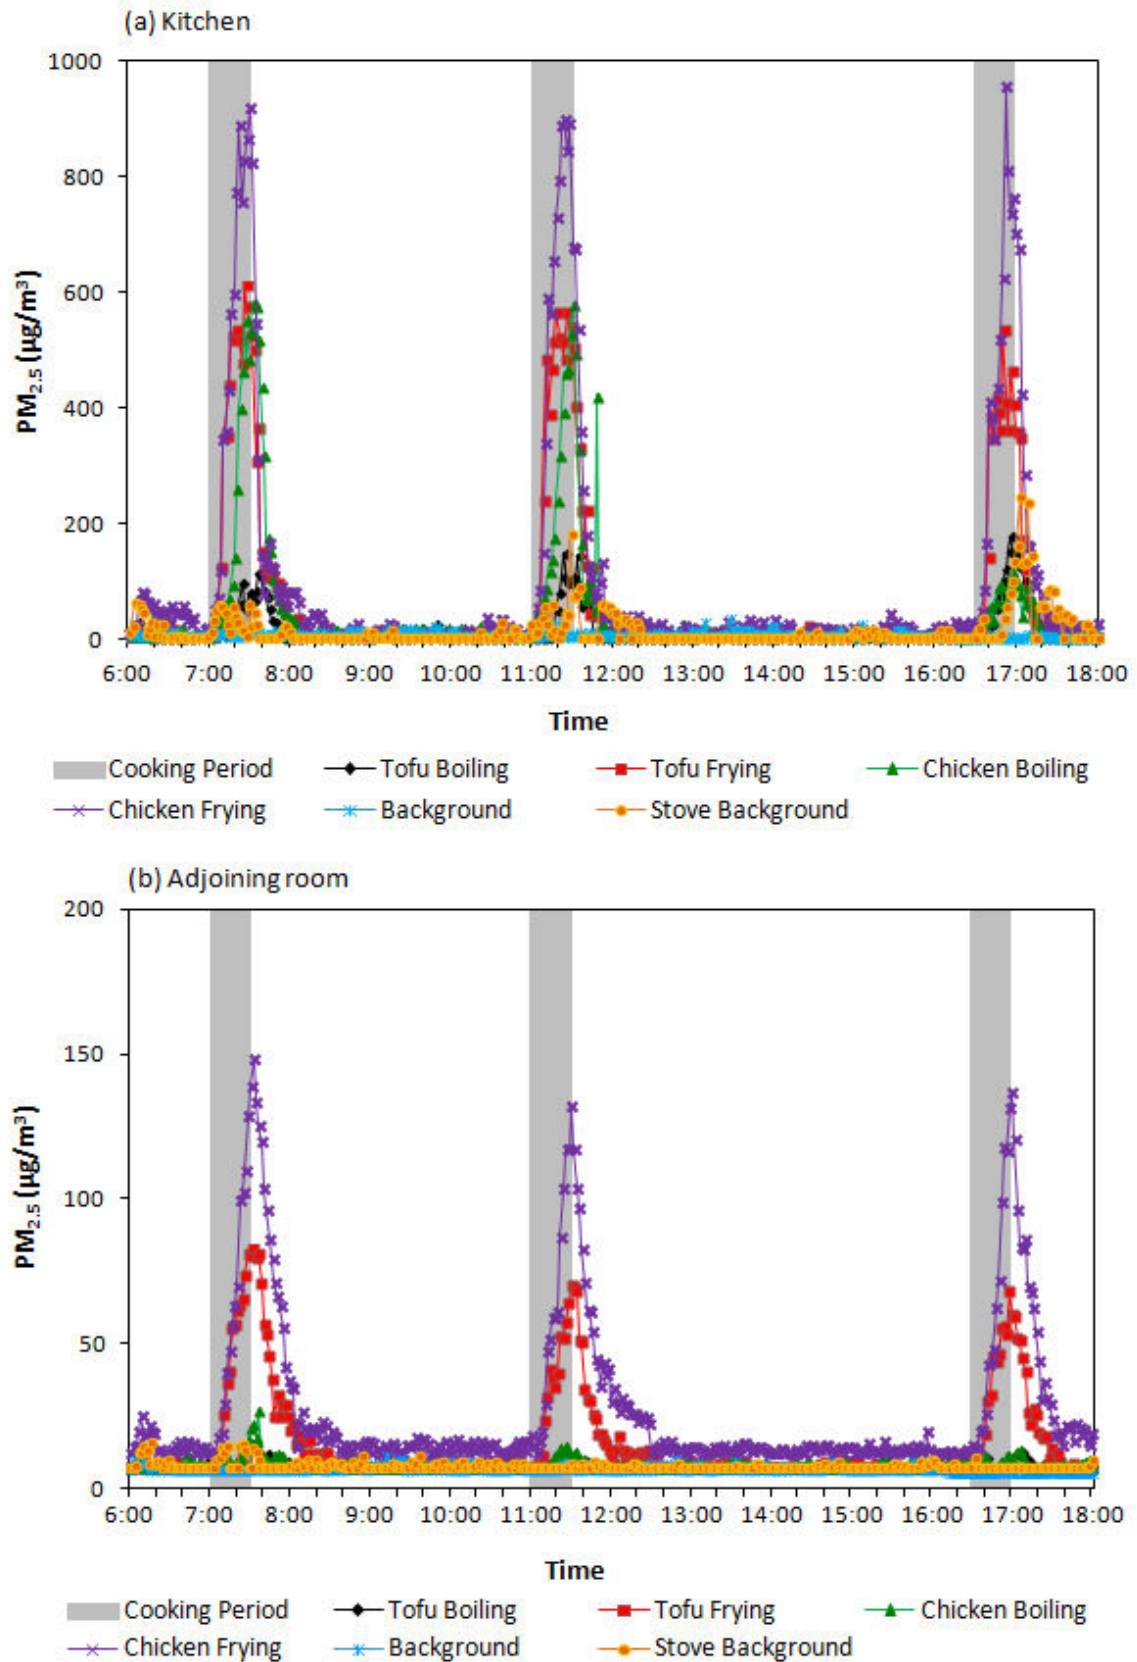 (a) Kitchen
1000
800
600
400
200
0
PM2.5 (µg/m³)
6:00 7:00 8:00 9:00 10:00 11:00 12:00 13:00 14:00 15:00 16:00 17:00 18:00
Time
Cooking Period Tofu Boiling Tofu Frying Chicken Boiling
Chicken Frying Background Stove Background
(b) Adjoining room
200
150
100
50
0
PM2.5 (µg/m³)
6:00 7:00 8:00 9:00 10:00 11:00 12:00 13:00 14:00 15:00 16:00 17:00 18:00
Time
Cooking Period Tofu Boiling Tofu Frying Chicken Boiling
Chicken Frying Background Stove Background